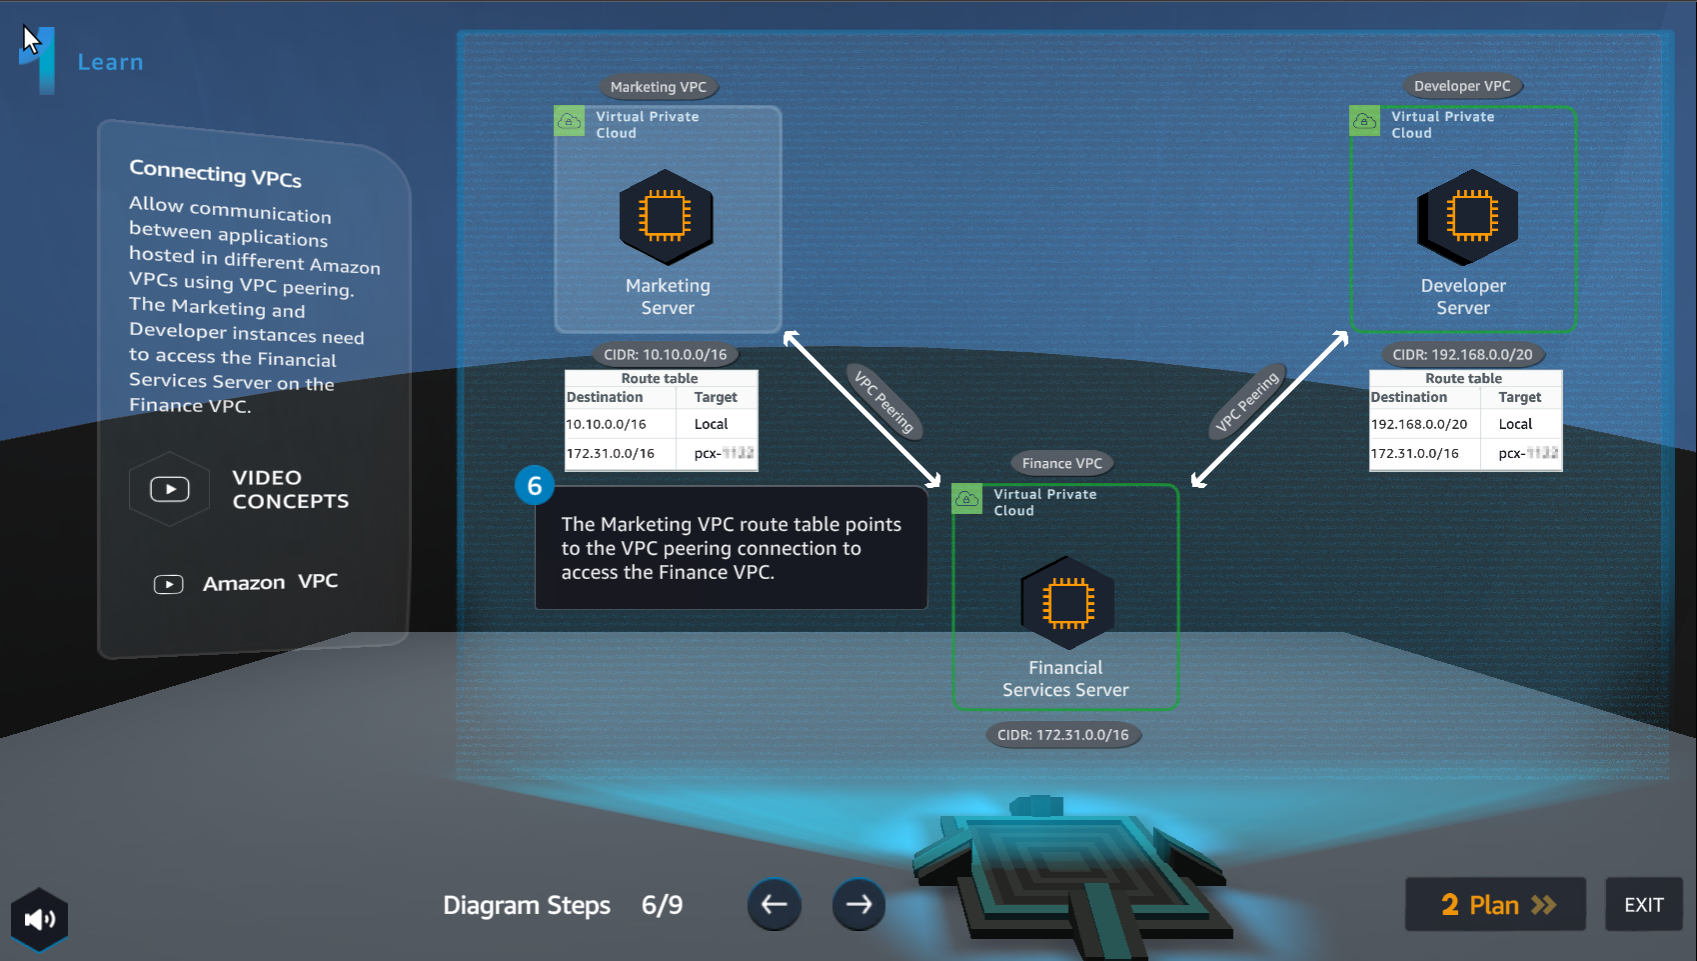 1 Learn
Connecting VPCs
Allow communication
between applications
hosted in different Amazon
VPCs using VPC peering.
The Marketing and
Developer instances need
to access the Financial
Services Server on the
Finance VPC.
VIDEO
CONCEPTS
Amazon VPC
Marketing VPC
Virtual Private
Cloud
Marketing
Server
CIDR: 10.10.0.0/16
Route table
Destination Target
10.10.0.0/16 Local
172.31.0.0/16 pcx-
VPC Peering
Developer VPC
Virtual Private
Cloud
Developer
Server
CIDR: 192.168.0.0/20
Route table
Destination Target
192.168.0.0/20 Local
172.31.0.0/16 pcx-
VPC Peering
Finance VPC
Virtual Private
Cloud
Financial
Services Server
CIDR: 172.31.0.0/16
6
The Marketing VPC route table points
to the VPC peering connection to
access the Finance VPC.
Diagram Steps 6/9
2 Plan
EXIT